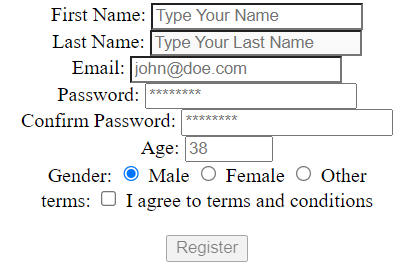 First Name: Type Your Name
Last Name: Type Your Last Name
Email: john@doe.com
Password: ********
Confirm Password: ********
Age: 38
Gender: Male Female Other
terms: I agree to terms and conditions
Register